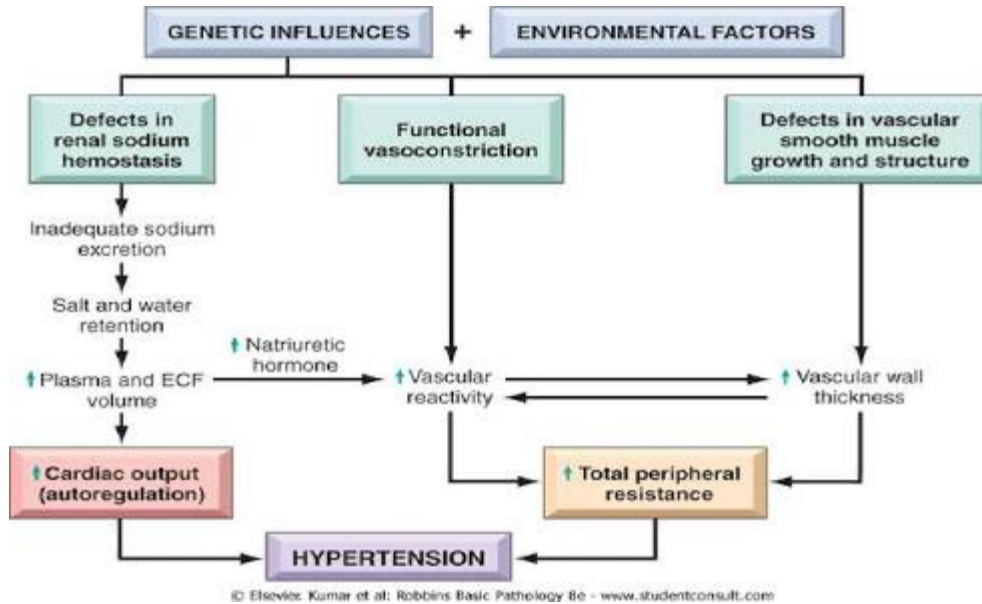 GENETIC INFLUENCES + ENVIRONMENTAL FACTORS
Defects in
renal sodium
hemostasis
Functional
vasoconstriction
Defects in vascular
smooth muscle
growth and structure
Inadequate sodium
excretion
Salt and water
retention
Natriuretic
hormone
Plasma and ECF
volume
Vascular
reactivity
Vascular wall
thickness
Cardiac output
(autoregulation)
Total peripheral
resistance
HYPERTENSION
© Elsevier. Kumar et al: Robbins Basic Pathology 8e - www.studentconsult.com